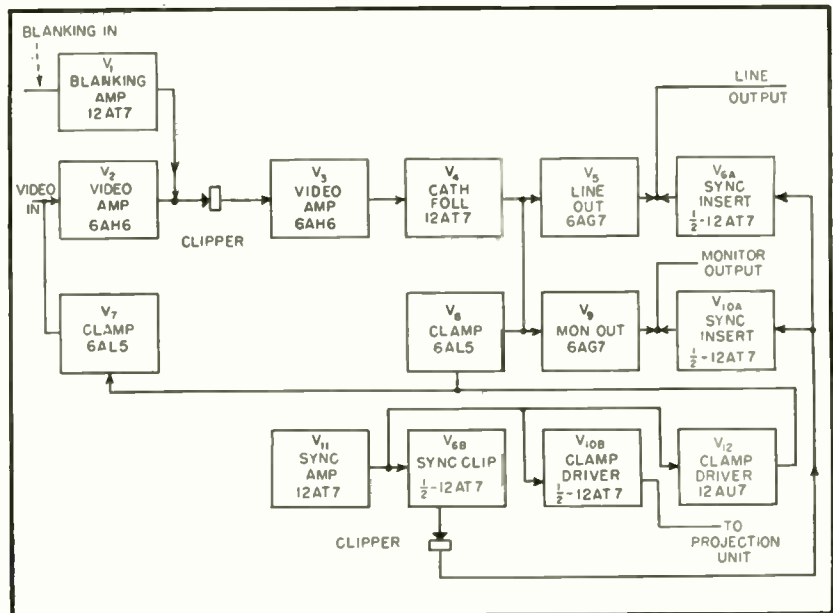 BLANKING IN
V1
BLANKING
AMP
12AT7
LINE
OUTPUT
VIDEO
IN
V2
VIDEO
AMP
6AH6
CLIPPER
V3
VIDEO
AMP
6AH6
V4
CATH
FOLL
12AT7
V5
LINE
OUT
6AG7
V6A
SYNC
INSERT
½-12AT7
MONITOR
OUTPUT
V7
CLAMP
6AL5
V8
CLAMP
6AL5
V9
MON OUT
6AG7
V10A
SYNC
INSERT
½-12AT7
V11
SYNC
AMP
12AT7
V6B
SYNC CLIP
½-12AT7
V10B
CLAMP
DRIVER
½-12AT7
V12
CLAMP
DRIVER
12AU7
CLIPPER
TO
PROJECTION
UNIT